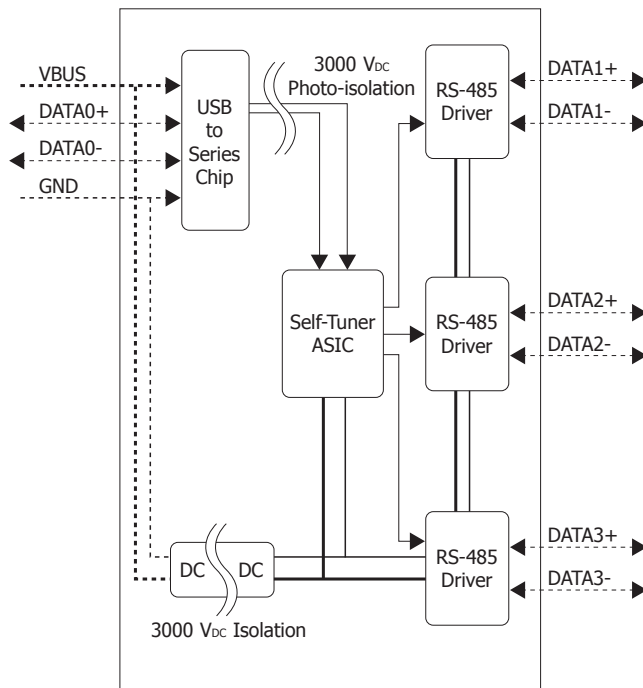 VBUS
DATA0+
DATA0-
GND
USB
to
Series
Chip
3000 VDC
Photo-isolation
RS-485
Driver
DATA1+
DATA1-
Self-Tuner
ASIC
RS-485
Driver
DATA2+
DATA2-
DC
DC
3000 VDC Isolation
RS-485
Driver
DATA3+
DATA3-